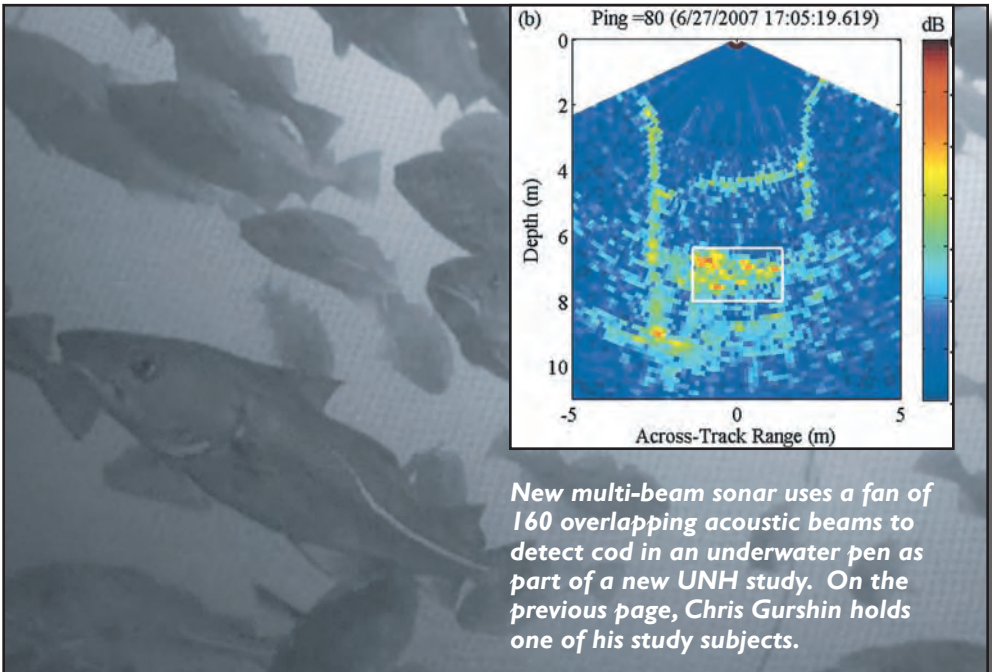 (b) Ping =80 (6/27/2007 17:05:19.619) dB
0
2
4
6
8
10
Depth (m)
-5 0 5
Across-Track Range (m)
New multi-beam sonar uses a fan of
160 overlapping acoustic beams to
detect cod in an underwater pen as
part of a new UNH study. On the
previous page, Chris Gurshin holds
one of his study subjects.